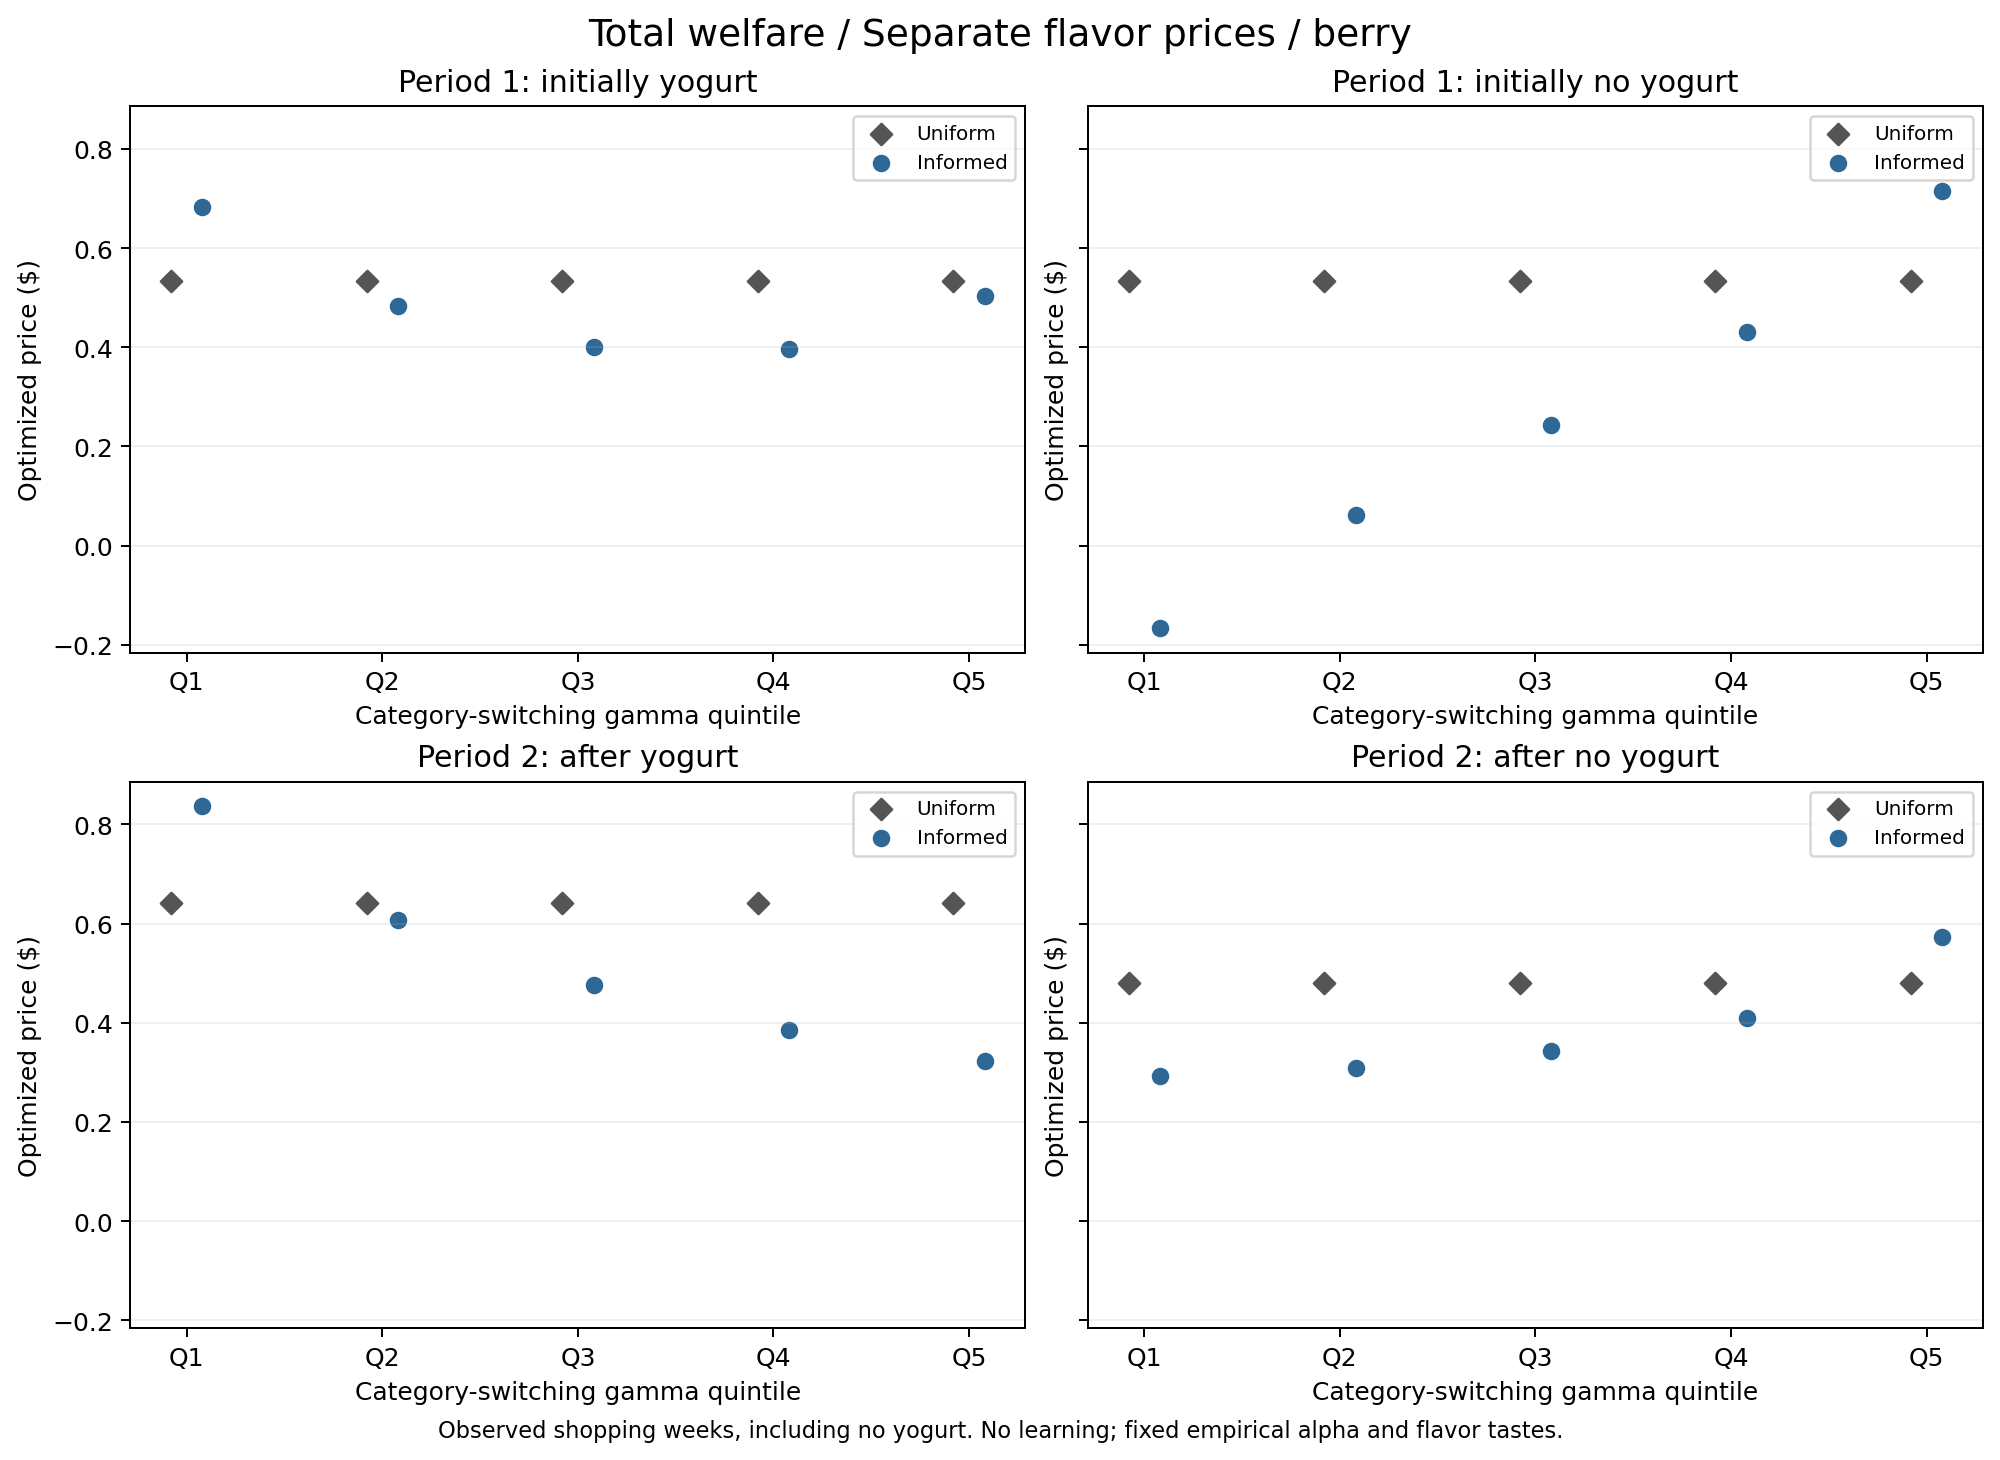 Total welfare / Separate flavor prices / berry
Period 1: initially yogurt
Optimized price ($)
0.8
0.6
0.4
0.2
0.0
−0.2
Uniform
Informed
Q1 Q2 Q3 Q4 Q5
Category-switching gamma quintile
Period 1: initially no yogurt
Optimized price ($)
Uniform
Informed
Q1 Q2 Q3 Q4 Q5
Category-switching gamma quintile
Period 2: after yogurt
Optimized price ($)
0.8
0.6
0.4
0.2
0.0
−0.2
Uniform
Informed
Q1 Q2 Q3 Q4 Q5
Category-switching gamma quintile
Period 2: after no yogurt
Optimized price ($)
Uniform
Informed
Q1 Q2 Q3 Q4 Q5
Category-switching gamma quintile
Observed shopping weeks, including no yogurt. No learning; fixed empirical alpha and flavor tastes.